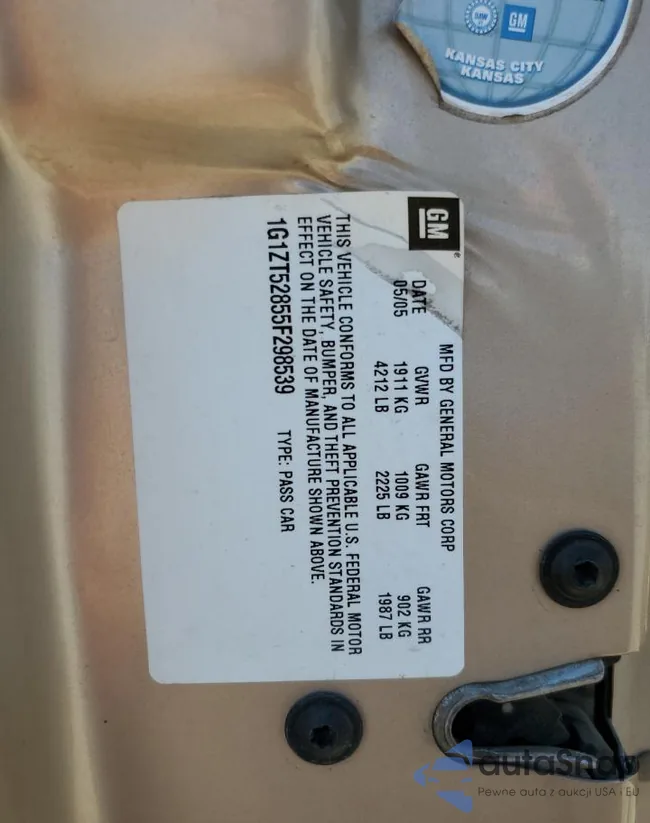 GM
KANSAS CITY
KANSAS
GM
MFD BY GENERAL MOTORS CORP
DATE GVWR GAWR FRT GAWR RR
05/05 1911 KG 1009 KG 902 KG
4212 LB 2225 LB 1987 LB
THIS VEHICLE CONFORMS TO ALL APPLICABLE U.S. FEDERAL MOTOR
VEHICLE SAFETY, BUMPER, AND THEFT PREVENTION STANDARDS IN
EFFECT ON THE DATE OF MANUFACTURE SHOWN ABOVE.
1G1ZT52855F298539 TYPE: PASS CAR
autaSnap
Pewne auta z aukcji USA i EU